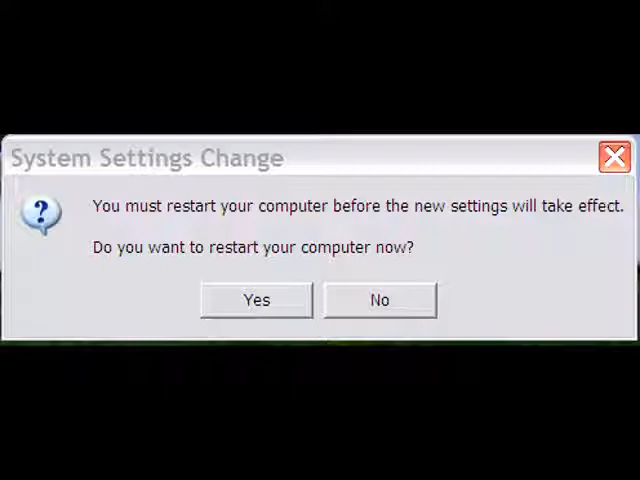 System Settings Change
You must restart your computer before the new settings will take effect.
Do you want to restart your computer now?
Yes
No